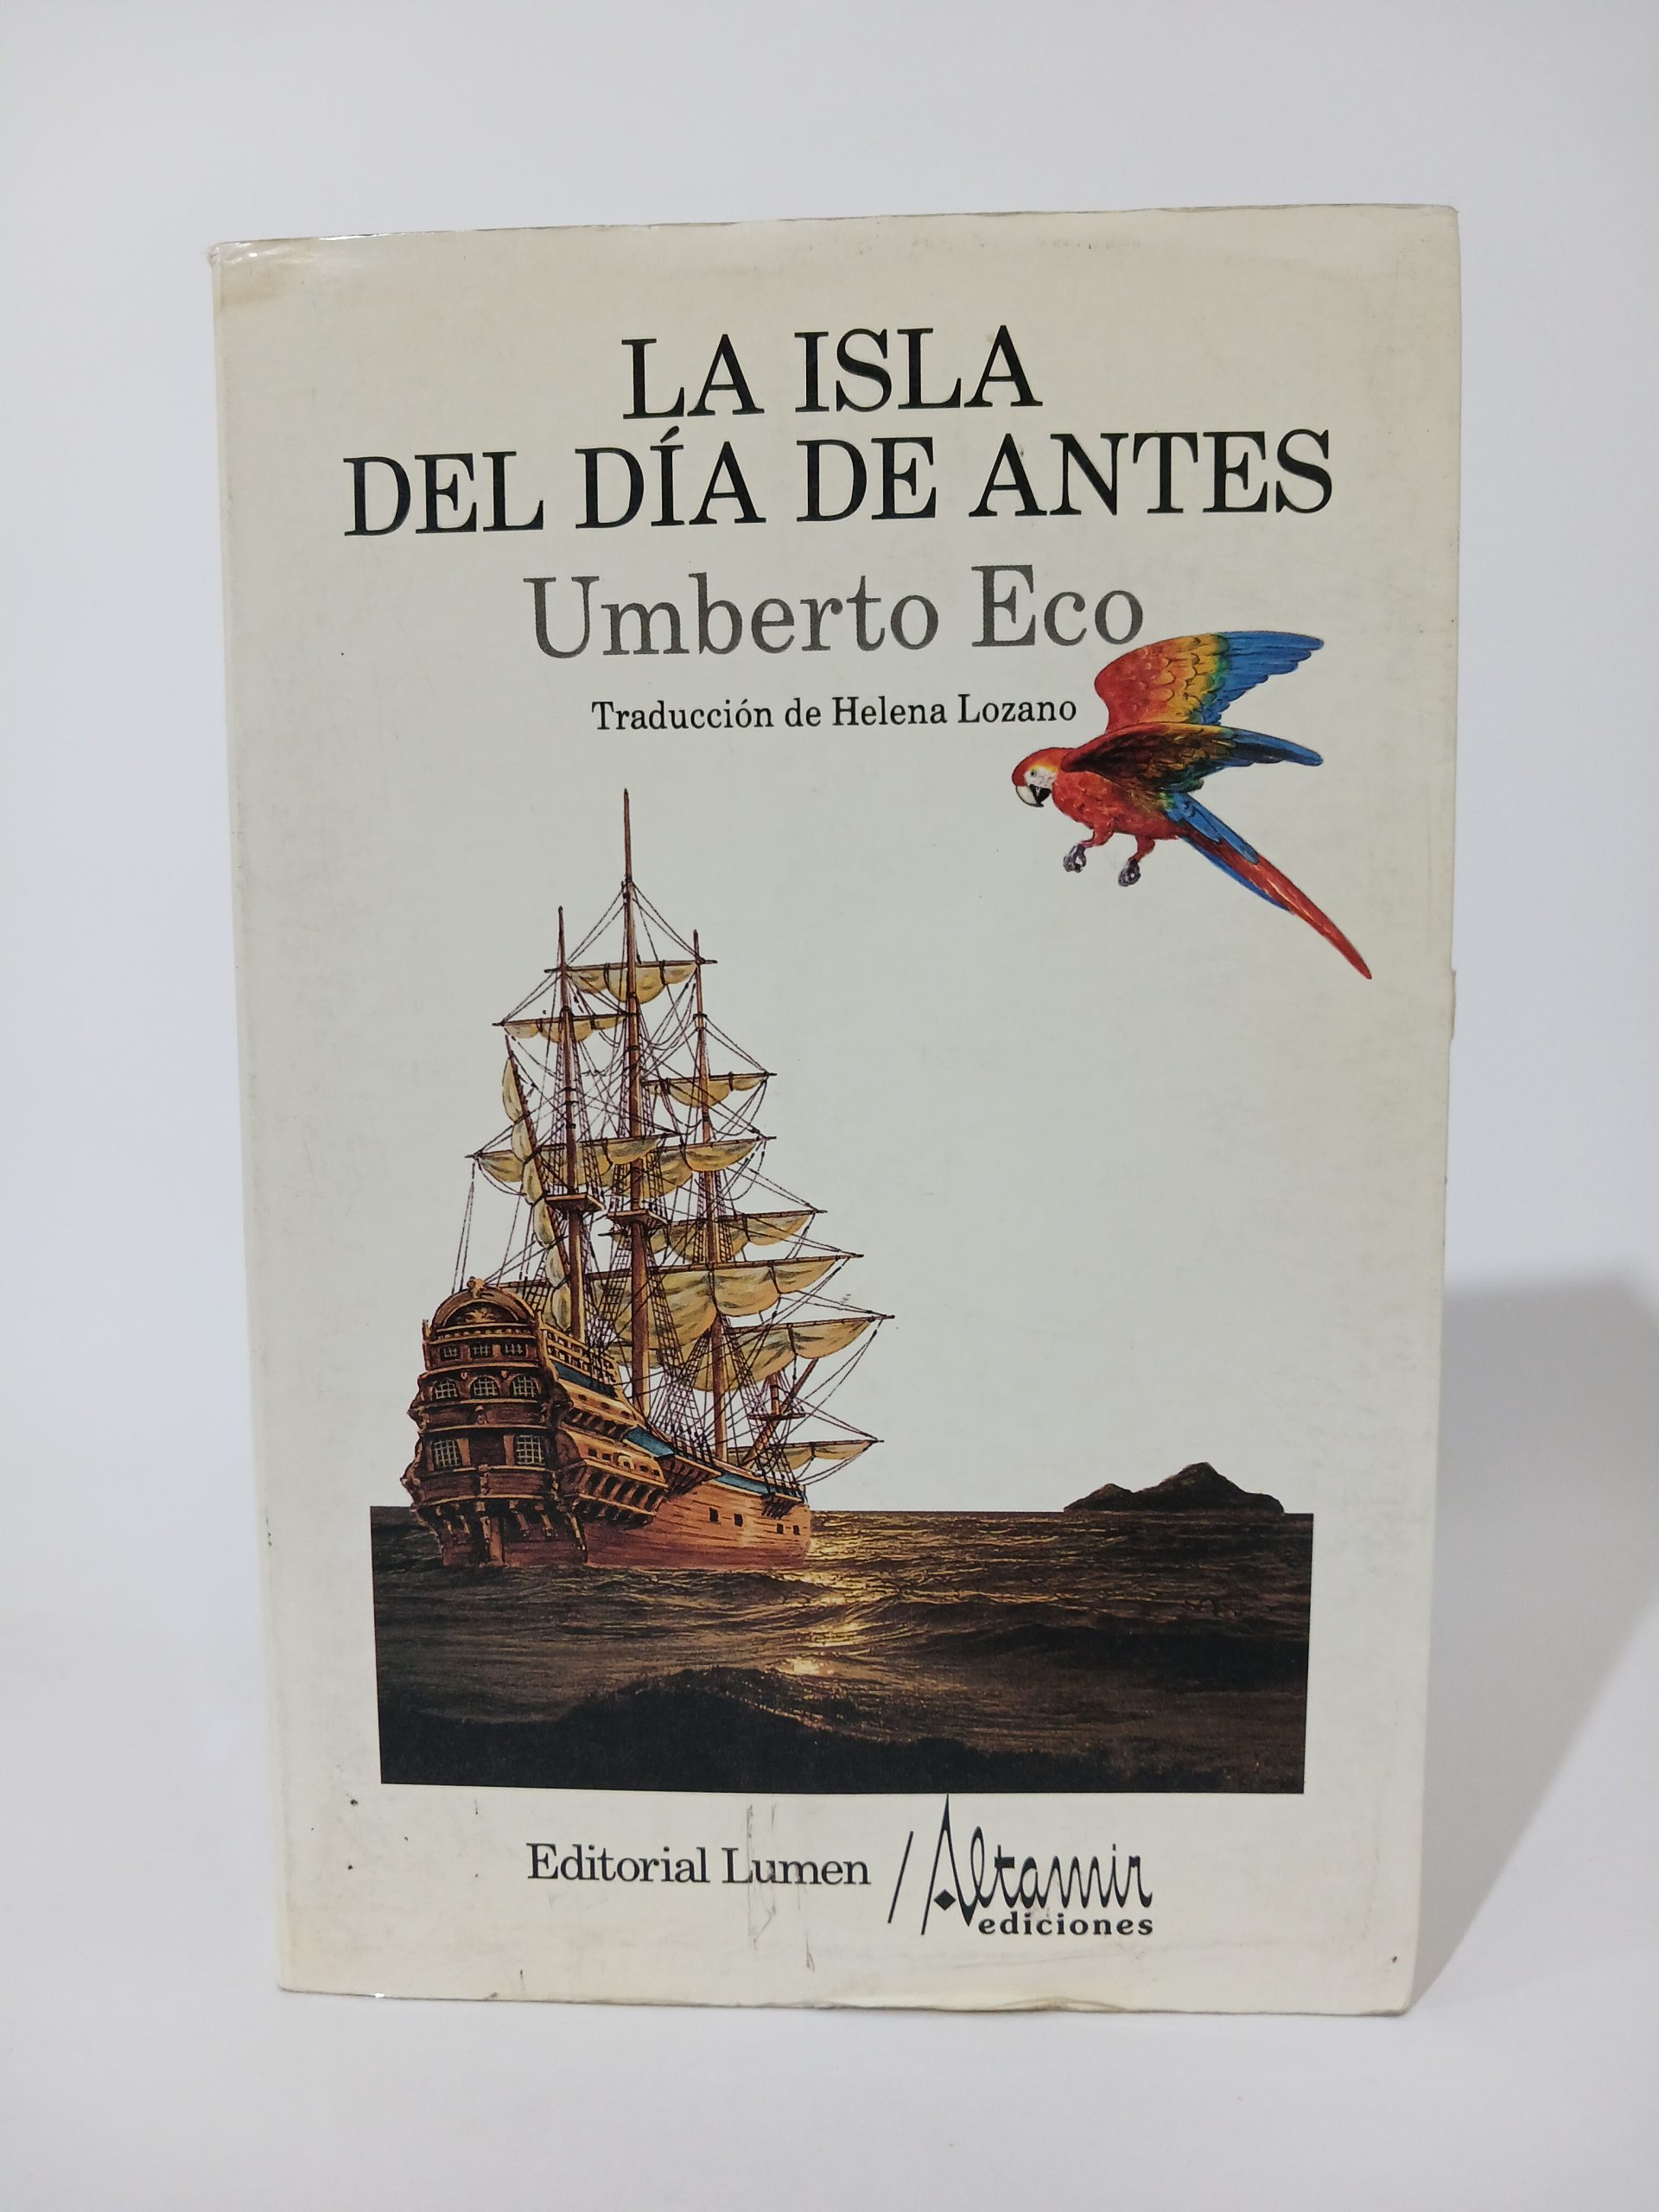 LA ISLA
DEL DÍA DE ANTES
Umberto Eco
Traducción de Helena Lozano
Editorial Lumen / Altamir
ediciones